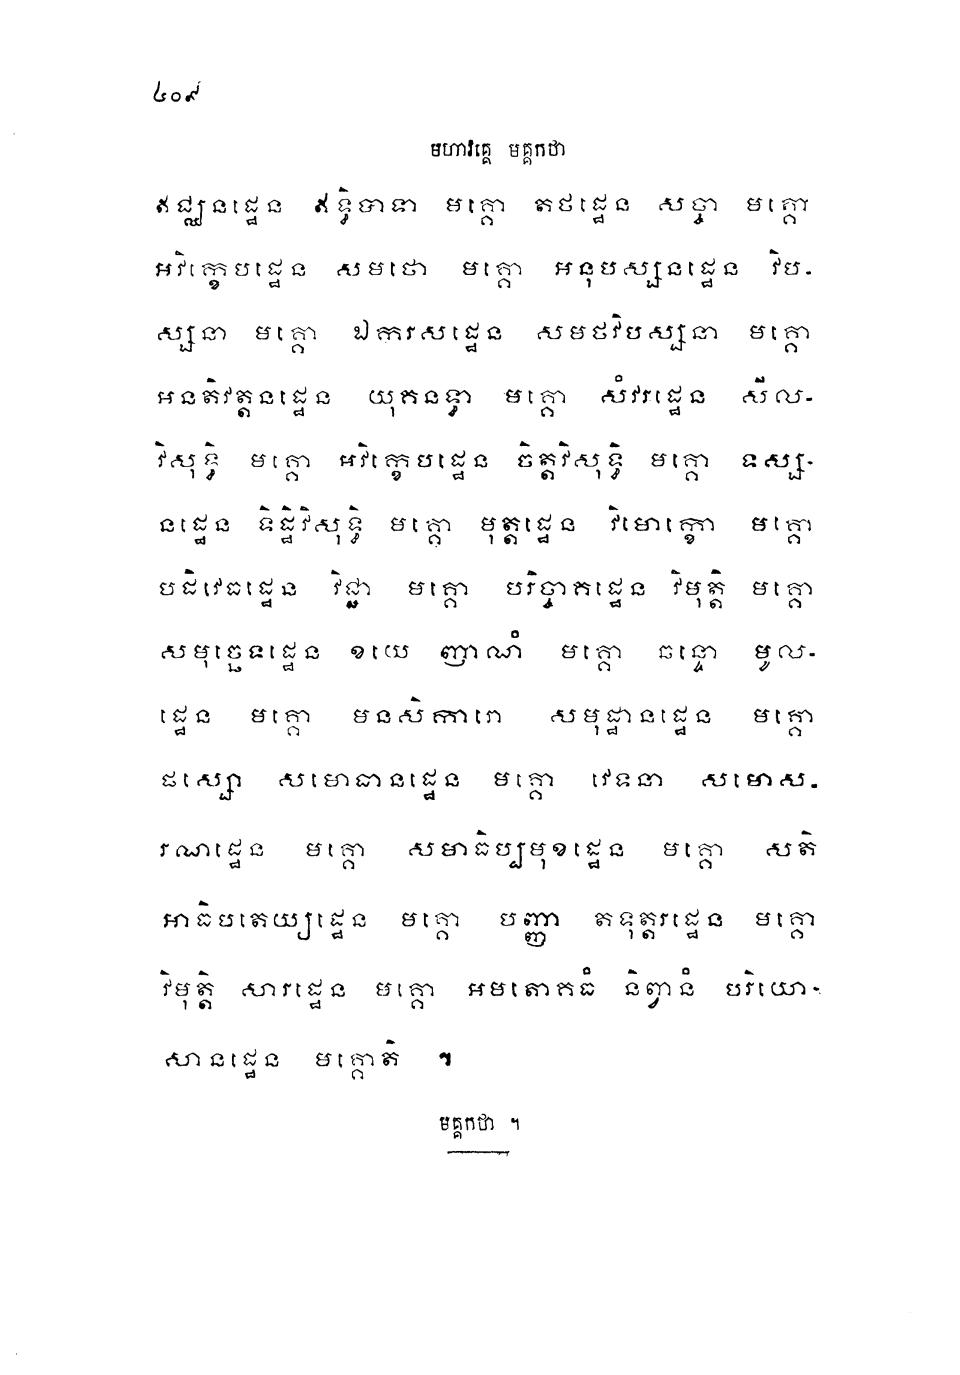 ៤០៩
មហាវគ្គេ មគ្គកថា
ឥជ្ឈនដ្ឋេន ឥទ្ធិបាទា មគ្គោ តថដ្ឋេន សច្ចា មគ្គោ
អវិក្ខេបដ្ឋេន សមថោ មគ្គោ អនុបស្សនដ្ឋេន វិប-
ស្សនា មគ្គោ ឯករសដ្ឋេន សមថវិបស្សនា មគ្គោ
អនតិវត្តនដ្ឋេន យុគនទ្ធា មគ្គោ សំវរដ្ឋេន សីល-
វិសុទ្ធិ មគ្គោ អវិក្ខេបដ្ឋេន ចិត្តវិសុទ្ធិ មគ្គោ ទស្ស-
នដ្ឋេន ទិដ្ឋិវិសុទ្ធិ មគ្គោ មុត្តដ្ឋេន វិមោក្ខោ មគ្គោ
បដិវេធដ្ឋេន វិជ្ជា មគ្គោ បរិច្ចាគដ្ឋេន វិមុត្តិ មគ្គោ
សមុច្ឆេទដ្ឋេន ខយេ ញាណំ មគ្គោ ឆន្ទោ មូល-
ដ្ឋេន មគ្គោ មនសិការោ សមុដ្ឋានដ្ឋេន មគ្គោ
ផស្សោ សមោធានដ្ឋេន មគ្គោ វេទនា សមោស-
រណដ្ឋេន មគ្គោ សមាធិប្បមុខដ្ឋេន មគ្គោ សតិ
អាធិបតេយ្យដ្ឋេន មគ្គោ បញ្ញា តទុត្តរដ្ឋេន មគ្គោ
វិមុត្តិ សារដ្ឋេន មគ្គោ អមតោគធំ និព្វានំ បរិយោ-
សានដ្ឋេន មគ្គោតិ ។
មគ្គកថា ។